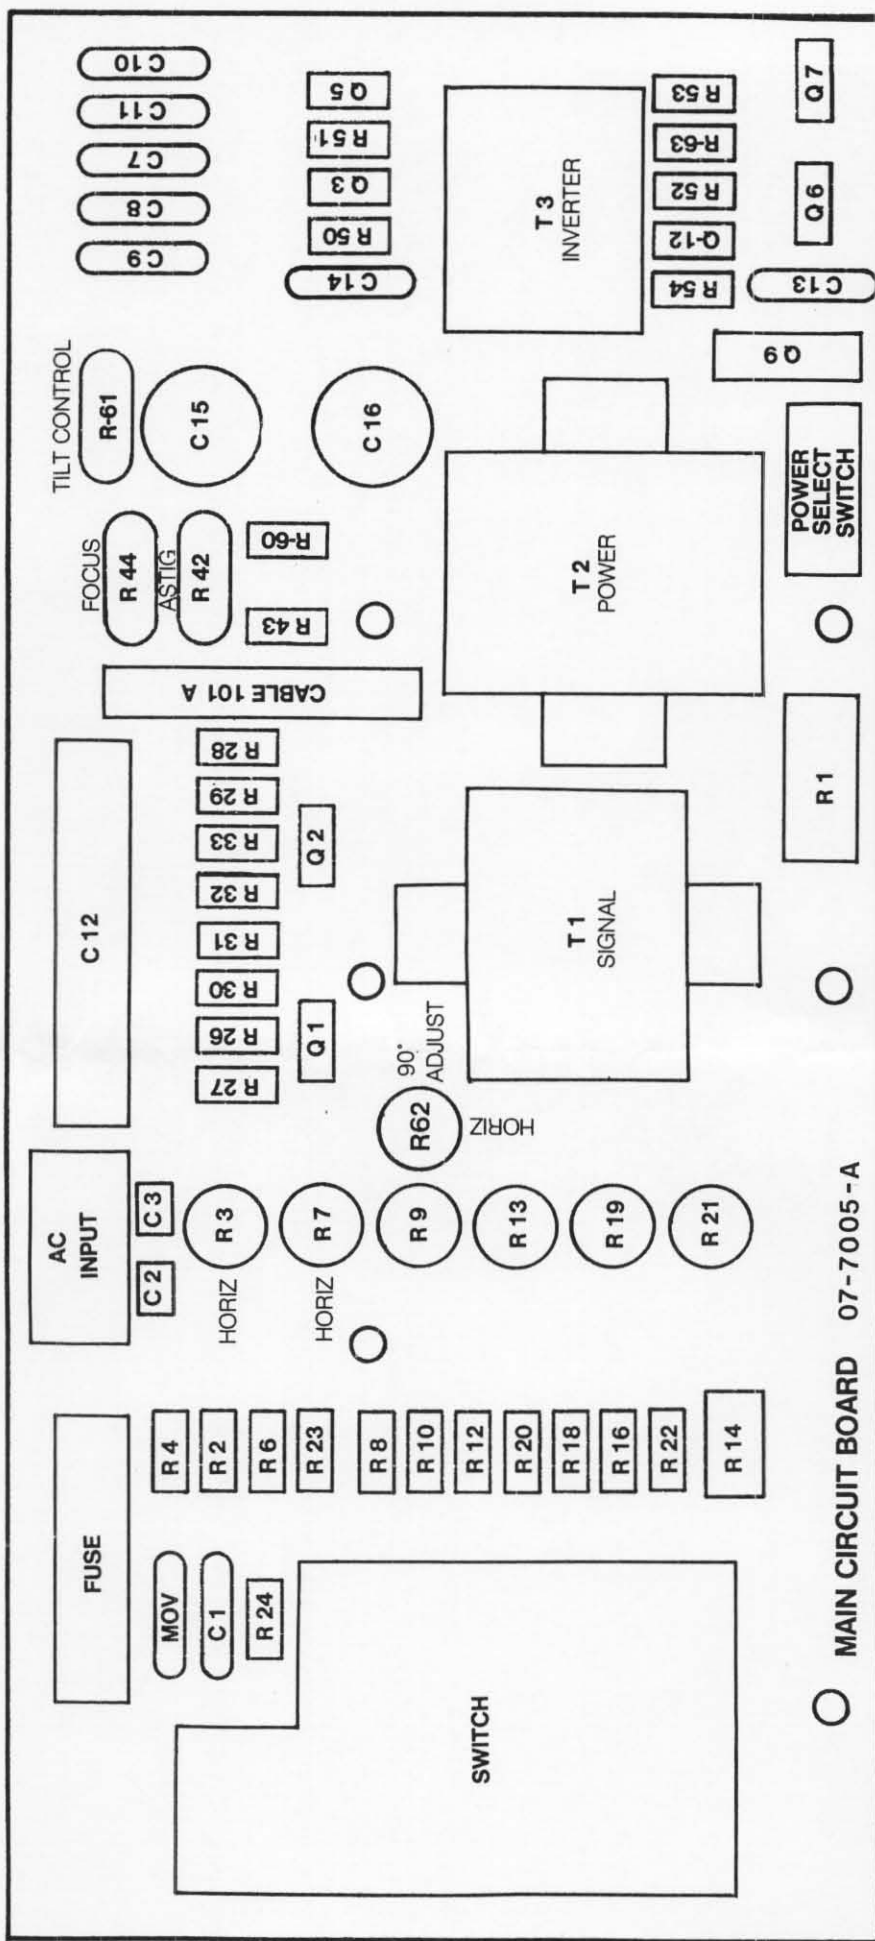 C 10
C 11
C 7
C 8
C 9
Q 5
R 51
Q 3
R 50
C 14
T 3
INVERTER
R 53
R-63
R 52
Q-12
R 54
Q 7
Q 6
C 13
Q 9
TILT CONTROL
R-61
C 15
C 16
FOCUS
R 44
ASTIG
R 42
R-60
R 43
T 2
POWER
POWER
SELECT
SWITCH
CABLE 101 A
C 12
R 28
R 29
R 33
R 32
R 31
R 30
R 26
R 27
Q 2
Q 1
T 1
SIGNAL
R 1
90°
ADJUST
R62
HORIZ
AC
INPUT
C 3
C 2
R 3
HORIZ
R 7
HORIZ
R 9
R 13
R 19
R 21
FUSE
R 4
R 2
R 6
R 23
R 8
R 10
R 12
R 20
R 18
R 16
R 22
R 14
MOV
C 1
R 24
SWITCH
MAIN CIRCUIT BOARD 07-7005-A